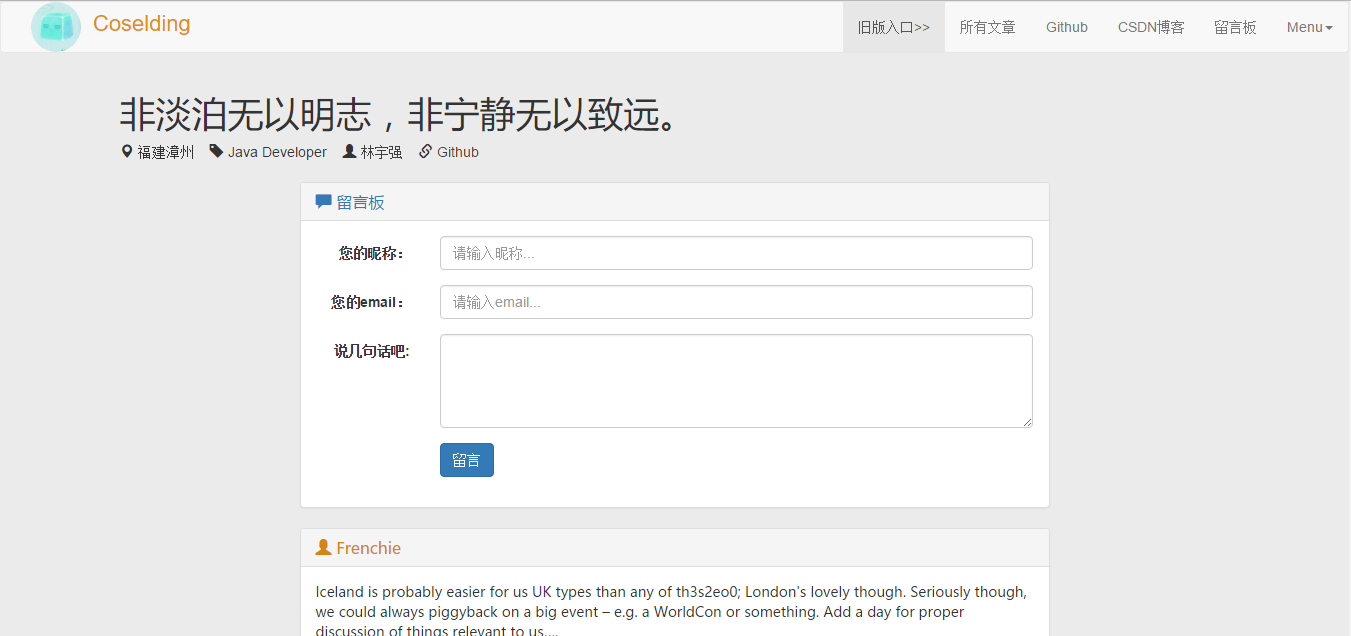 Coselding 旧版入口>> 所有文章 Github CSDN博客 留言板 Menu
非淡泊无以明志，非宁静无以致远。
福建漳州 Java Developer 林宇强 Github
留言板
您的昵称： 请输入昵称...
您的email： 请输入email...
说几句话吧:
留言
Frenchie
Iceland is probably easier for us UK types than any of th3s2eo0; London's lovely though. Seriously though,
we could always piggyback on a big event – e.g. a WorldCon or something. Add a day for proper
discussion of things relevant to us....